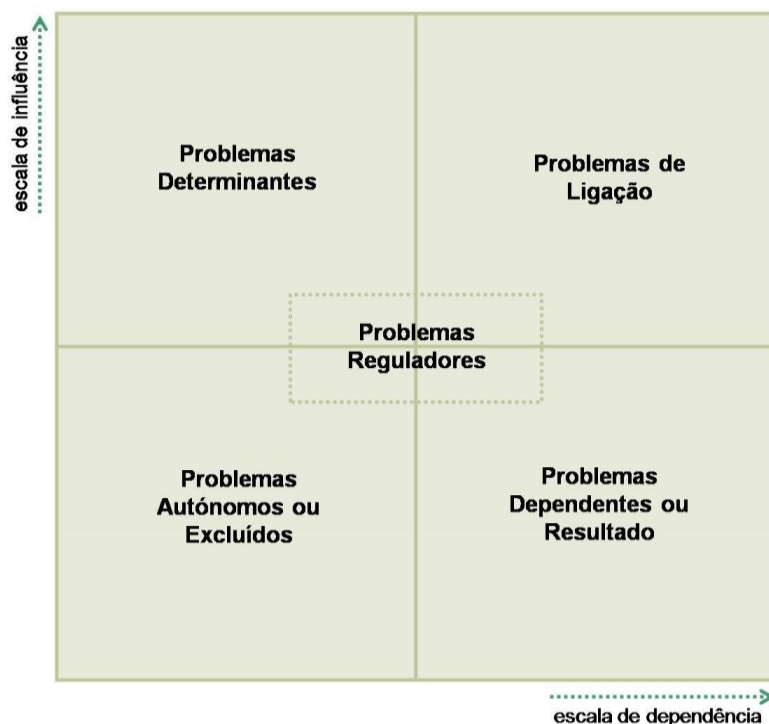 escala de influência
Problemas
Determinantes
Problemas de
Ligação
Problemas
Reguladores
Problemas
Autónomos ou
Excluídos
Problemas
Dependentes ou
Resultado
escala de dependência